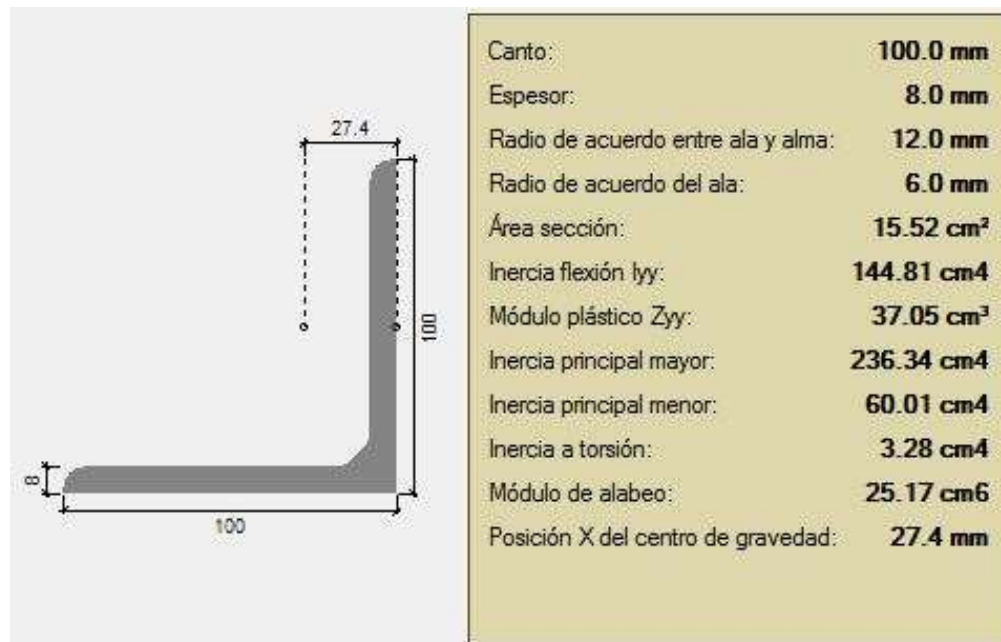 27.4
100
8
100
Canto: 100.0 mm
Espesor: 8.0 mm
Radio de acuerdo entre ala y alma: 12.0 mm
Radio de acuerdo del ala: 6.0 mm
Área sección: 15.52 cm²
Inercia flexión Iyy: 144.81 cm4
Módulo plástico Zyy: 37.05 cm³
Inercia principal mayor: 236.34 cm4
Inercia principal menor: 60.01 cm4
Inercia a torsión: 3.28 cm4
Módulo de alabeo: 25.17 cm6
Posición X del centro de gravedad: 27.4 mm